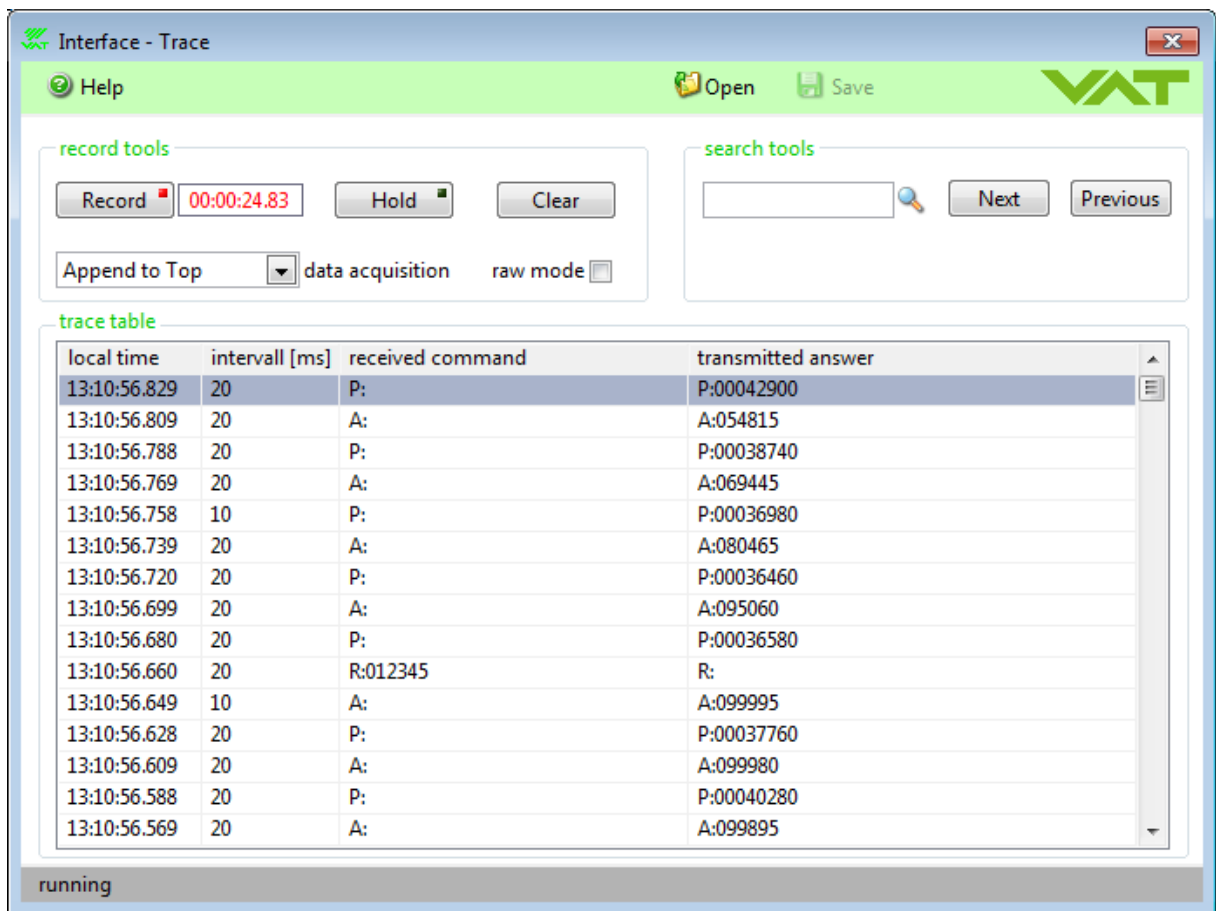 VAT Interface - Trace
Help Open Save VAT
record tools
Record 00:00:24.83 Hold Clear
Append to Top data acquisition raw mode
search tools
Next Previous
trace table
local time intervall [ms] received command transmitted answer
13:10:56.829 20 P: P:00042900
13:10:56.809 20 A: A:054815
13:10:56.788 20 P: P:00038740
13:10:56.769 20 A: A:069445
13:10:56.758 10 P: P:00036980
13:10:56.739 20 A: A:080465
13:10:56.720 20 P: P:00036460
13:10:56.699 20 A: A:095060
13:10:56.680 20 P: P:00036580
13:10:56.660 20 R:012345 R:
13:10:56.649 10 A: A:099995
13:10:56.628 20 P: P:00037760
13:10:56.609 20 A: A:099980
13:10:56.588 20 P: P:00040280
13:10:56.569 20 A: A:099895
running